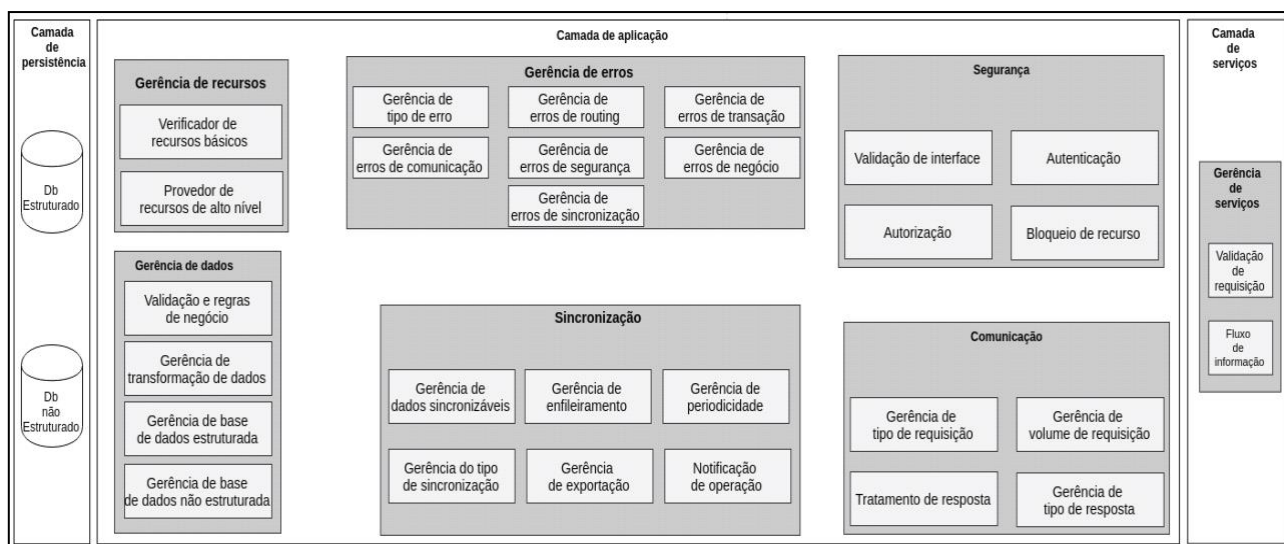 Camada
de
persistência
Db
Estruturado
Db
não
Estruturado
Camada de aplicação
Gerência de recursos
Verificador de
recursos básicos
Provedor de
recursos de alto nível
Gerência de dados
Validação e regras
de negócio
Gerência de
transformação de dados
Gerência de base
de dados estruturada
Gerência de base
de dados não estruturada
Gerência de erros
Gerência de
tipo de erro
Gerência de
erros de routing
Gerência de
erros de transação
Gerência de
erros de comunicação
Gerência de
erros de segurança
Gerência de
erros de negócio
Gerência de
erros de sincronização
Sincronização
Gerência de
dados sincronizáveis
Gerência de
enfileiramento
Gerência de
periodicidade
Gerência do tipo
de sincronização
Gerência
de exportação
Notificação
de operação
Segurança
Validação de interface
Autenticação
Autorização
Bloqueio de recurso
Comunicação
Gerência de
tipo de requisição
Gerência de
volume de requisição
Tratamento de resposta
Gerência de
tipo de resposta
Camada
de
serviços
Gerência
de
serviços
Validação
de
requisição
Fluxo
de
informação